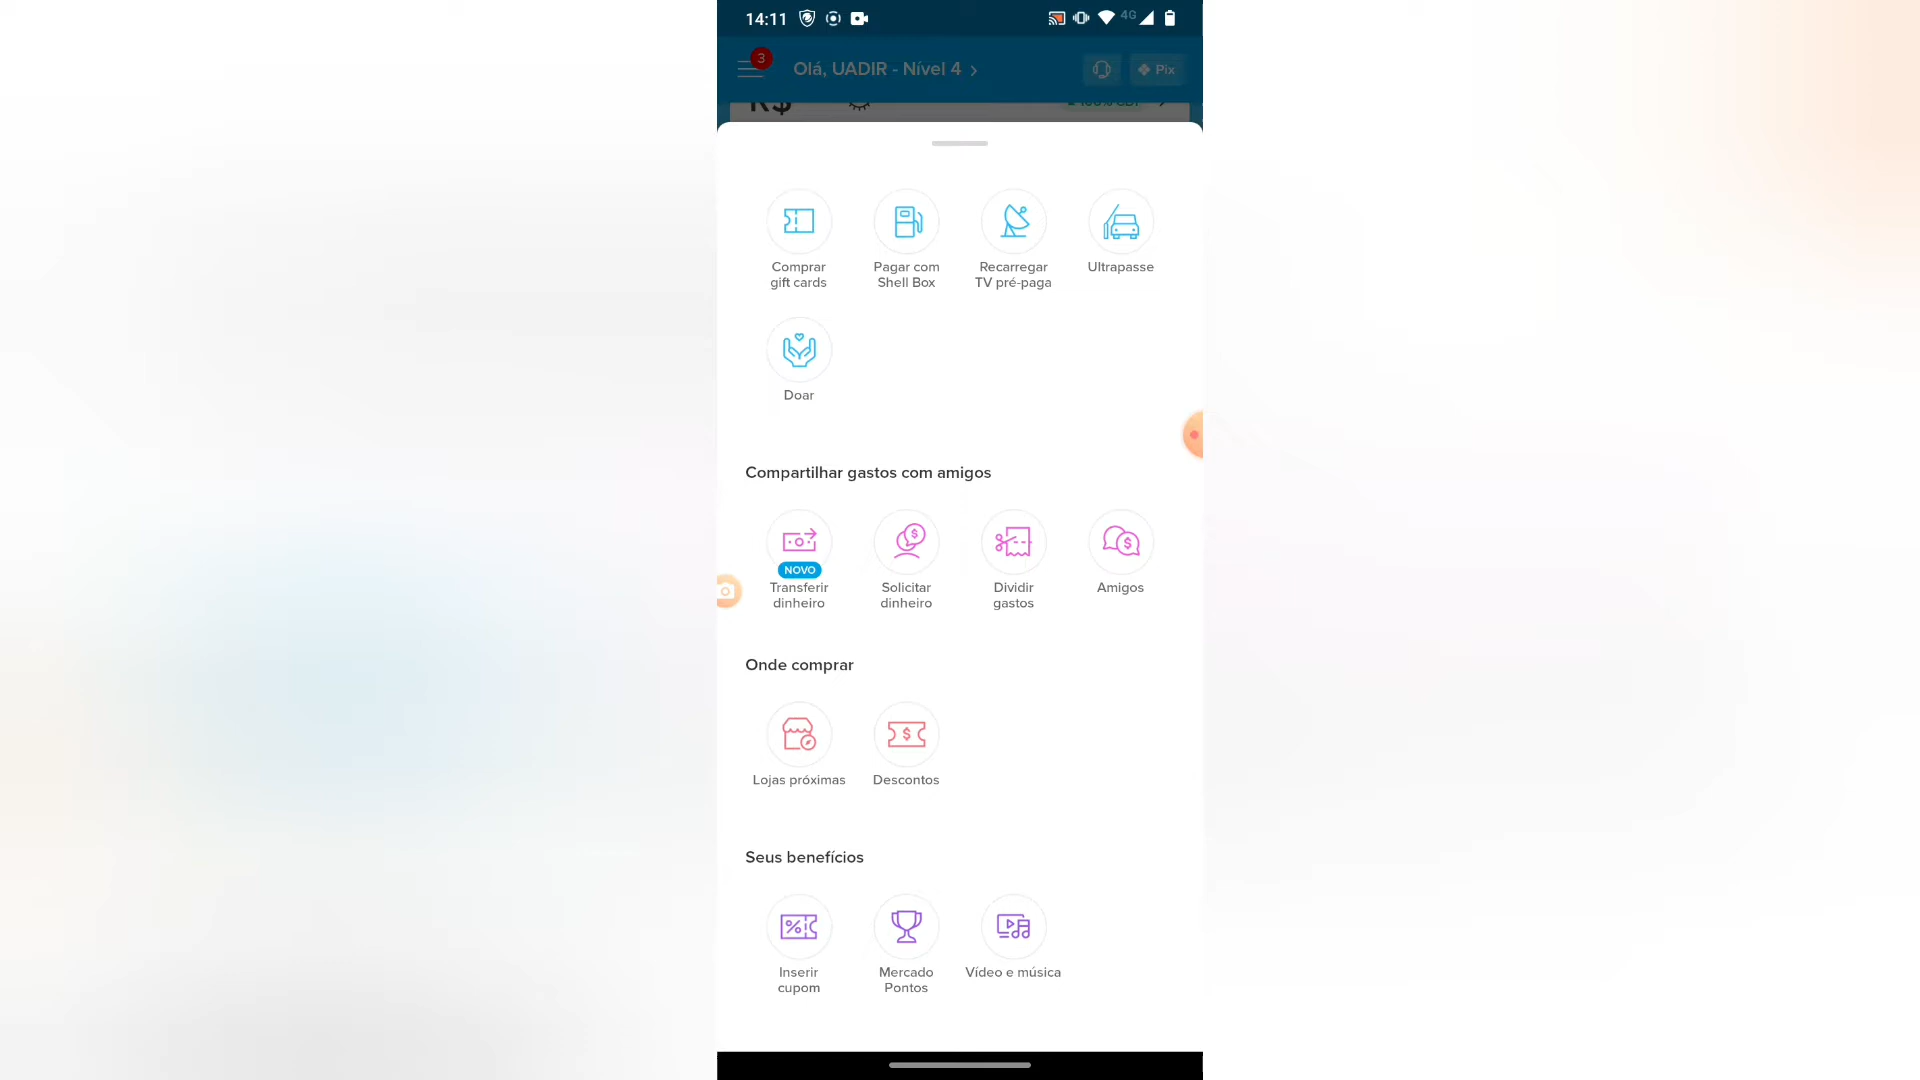 14:11
4G
3
Olá, UADIR - Nível 4
Pix
R$
Comprar
gift cards
Pagar com
Shell Box
Recarregar
TV pré-paga
Ultrapasse
Doar
Compartilhar gastos com amigos
NOVO
Transferir
dinheiro
Solicitar
dinheiro
Dividir
gastos
Amigos
Onde comprar
Lojas próximas
Descontos
Seus benefícios
Inserir
cupom
Mercado
Pontos
Vídeo e música